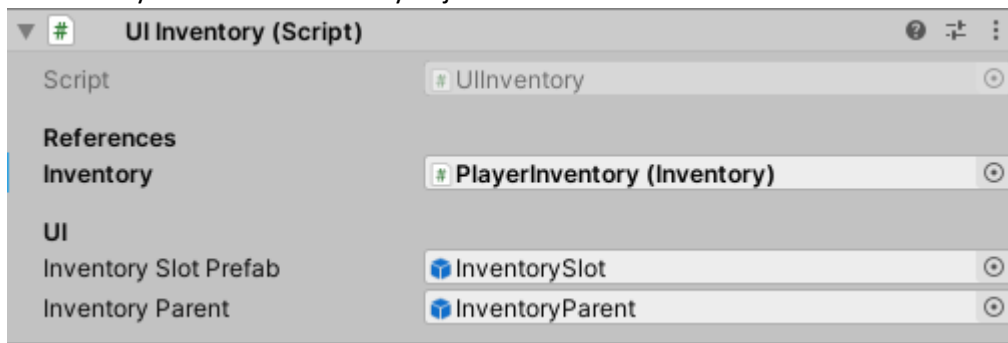 UI Inventory (Script)
Script UIInventory
References
Inventory PlayerInventory (Inventory)
UI
Inventory Slot Prefab InventorySlot
Inventory Parent InventoryParent